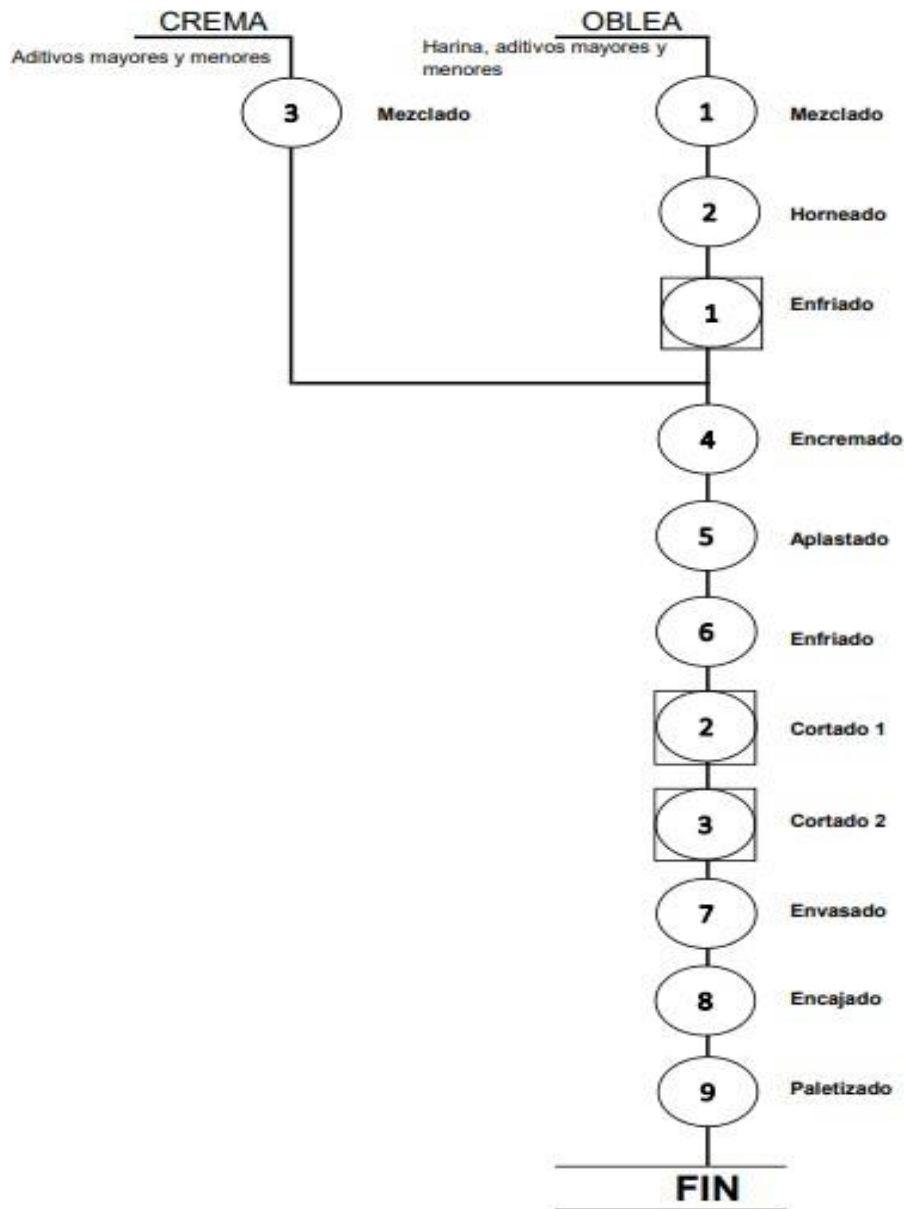 CREMA
Aditivos mayores y menores
3 Mezclado
OBLEA
Harina, aditivos mayores y
menores
1 Mezclado
2 Horneado
1 Enfriado
4 Encremado
5 Aplastado
6 Enfriado
2 Cortado 1
3 Cortado 2
7 Envasado
8 Encajado
9 Paletizado
FIN